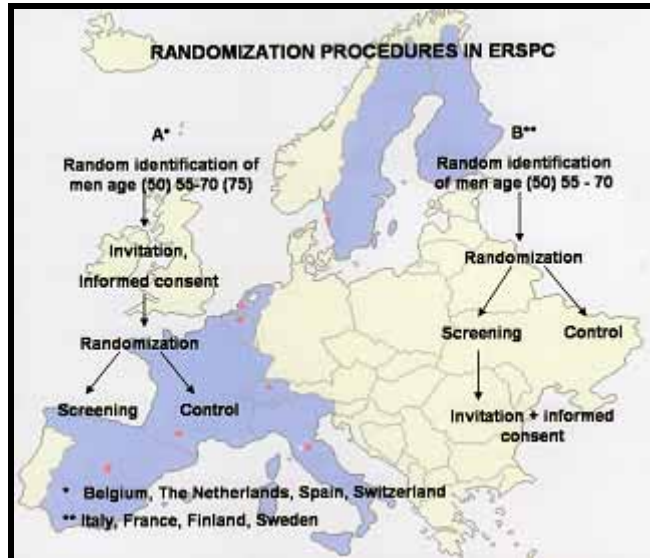 RANDOMIZATION PROCEDURES IN ERSPC
A*
Random identification of
men age (50) 55-70 (75)
Invitation,
Informed consent
Randomization
Screening Control
B**
Random identification
of men age (50) 55 - 70
Randomization
Screening Control
Invitation + informed
consent
* Belgium, The Netherlands, Spain, Switzerland
** Italy, France, Finland, Sweden